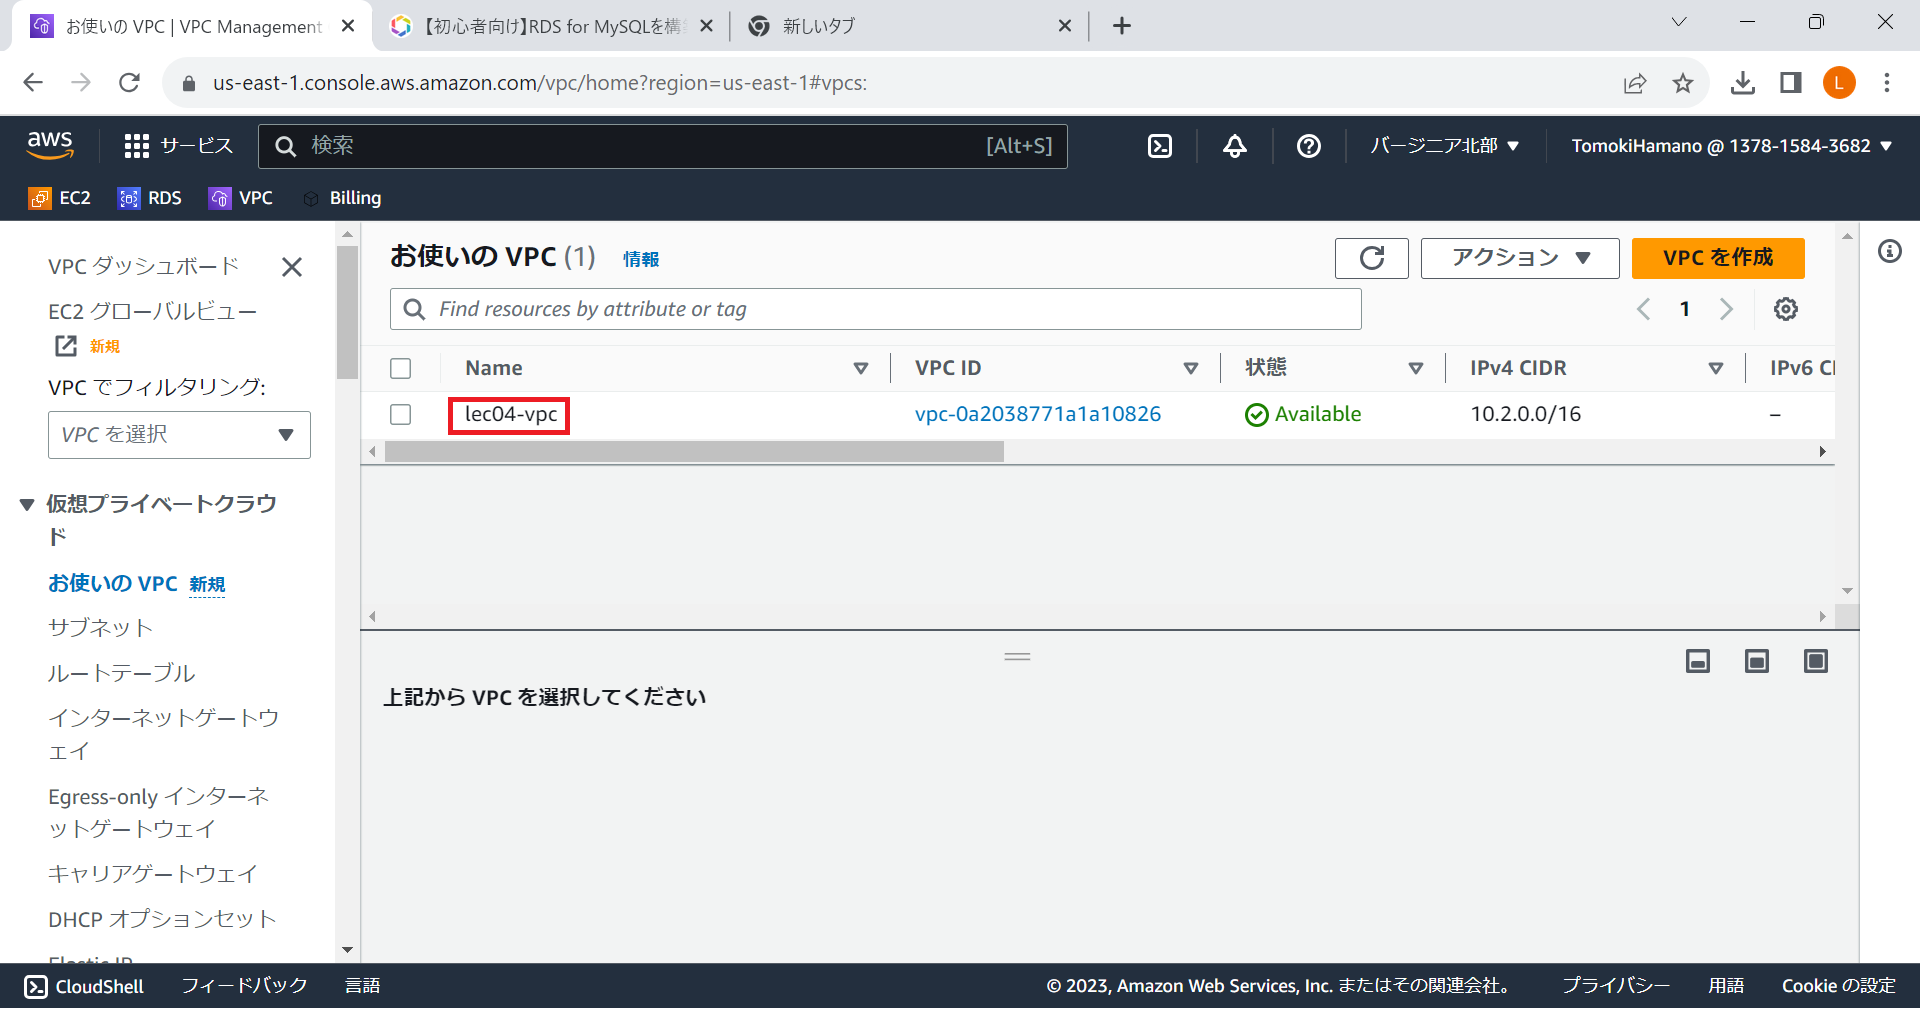 お使いの VPC | VPC Management
【初心者向け】RDS for MySQLを構
新しいタブ
us-east-1.console.aws.amazon.com/vpc/home?region=us-east-1#vpcs:
L
aws
サービス
検索
[Alt+S]
バージニア北部 ▼
TomokiHamano @ 1378-1584-3682 ▼
EC2
RDS
VPC
Billing
VPC ダッシュボード
EC2 グローバルビュー
新規
VPC でフィルタリング:
VPC を選択
仮想プライベートクラウ
ド
お使いの VPC 新規
サブネット
ルートテーブル
インターネットゲートウ
ェイ
Egress-only インターネ
ットゲートウェイ
キャリアゲートウェイ
DHCP オプションセット
Elastic IP
お使いの VPC (1) 情報
アクション ▼
VPC を作成
Find resources by attribute or tag
1
Name
VPC ID
状態
IPv4 CIDR
IPv6 CI
lec04-vpc
vpc-0a2038771a1a10826
Available
10.2.0.0/16
–
上記から VPC を選択してください
CloudShell
フィードバック
言語
© 2023, Amazon Web Services, Inc. またはその関連会社。
プライバシー
用語
Cookie の設定